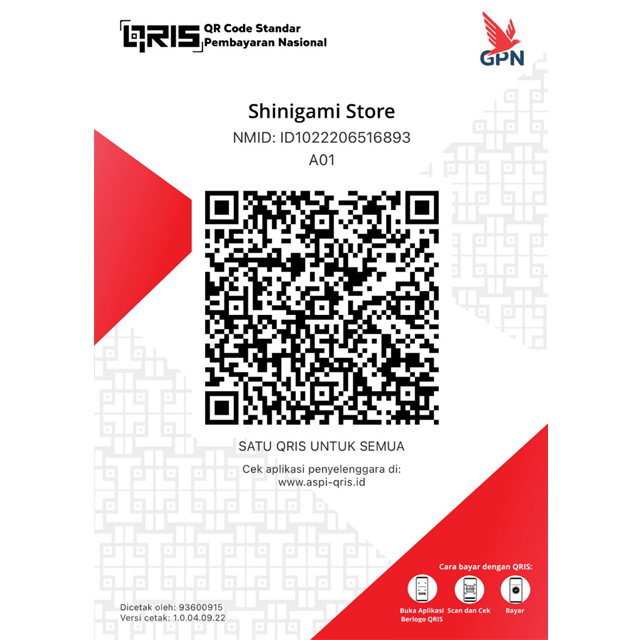 QRIS QR Code Standar
Pembayaran Nasional
GPN
Shinigami Store
NMID: ID1022206516893
A01
SATU QRIS UNTUK SEMUA
Cek aplikasi penyelenggara di:
www.aspi-qris.id
Cara bayar dengan QRIS:
Buka Aplikasi Scan dan Cek Bayar
Berlogo QRIS
Dicetak oleh: 93600915
Versi cetak: 1.0.04.09.22